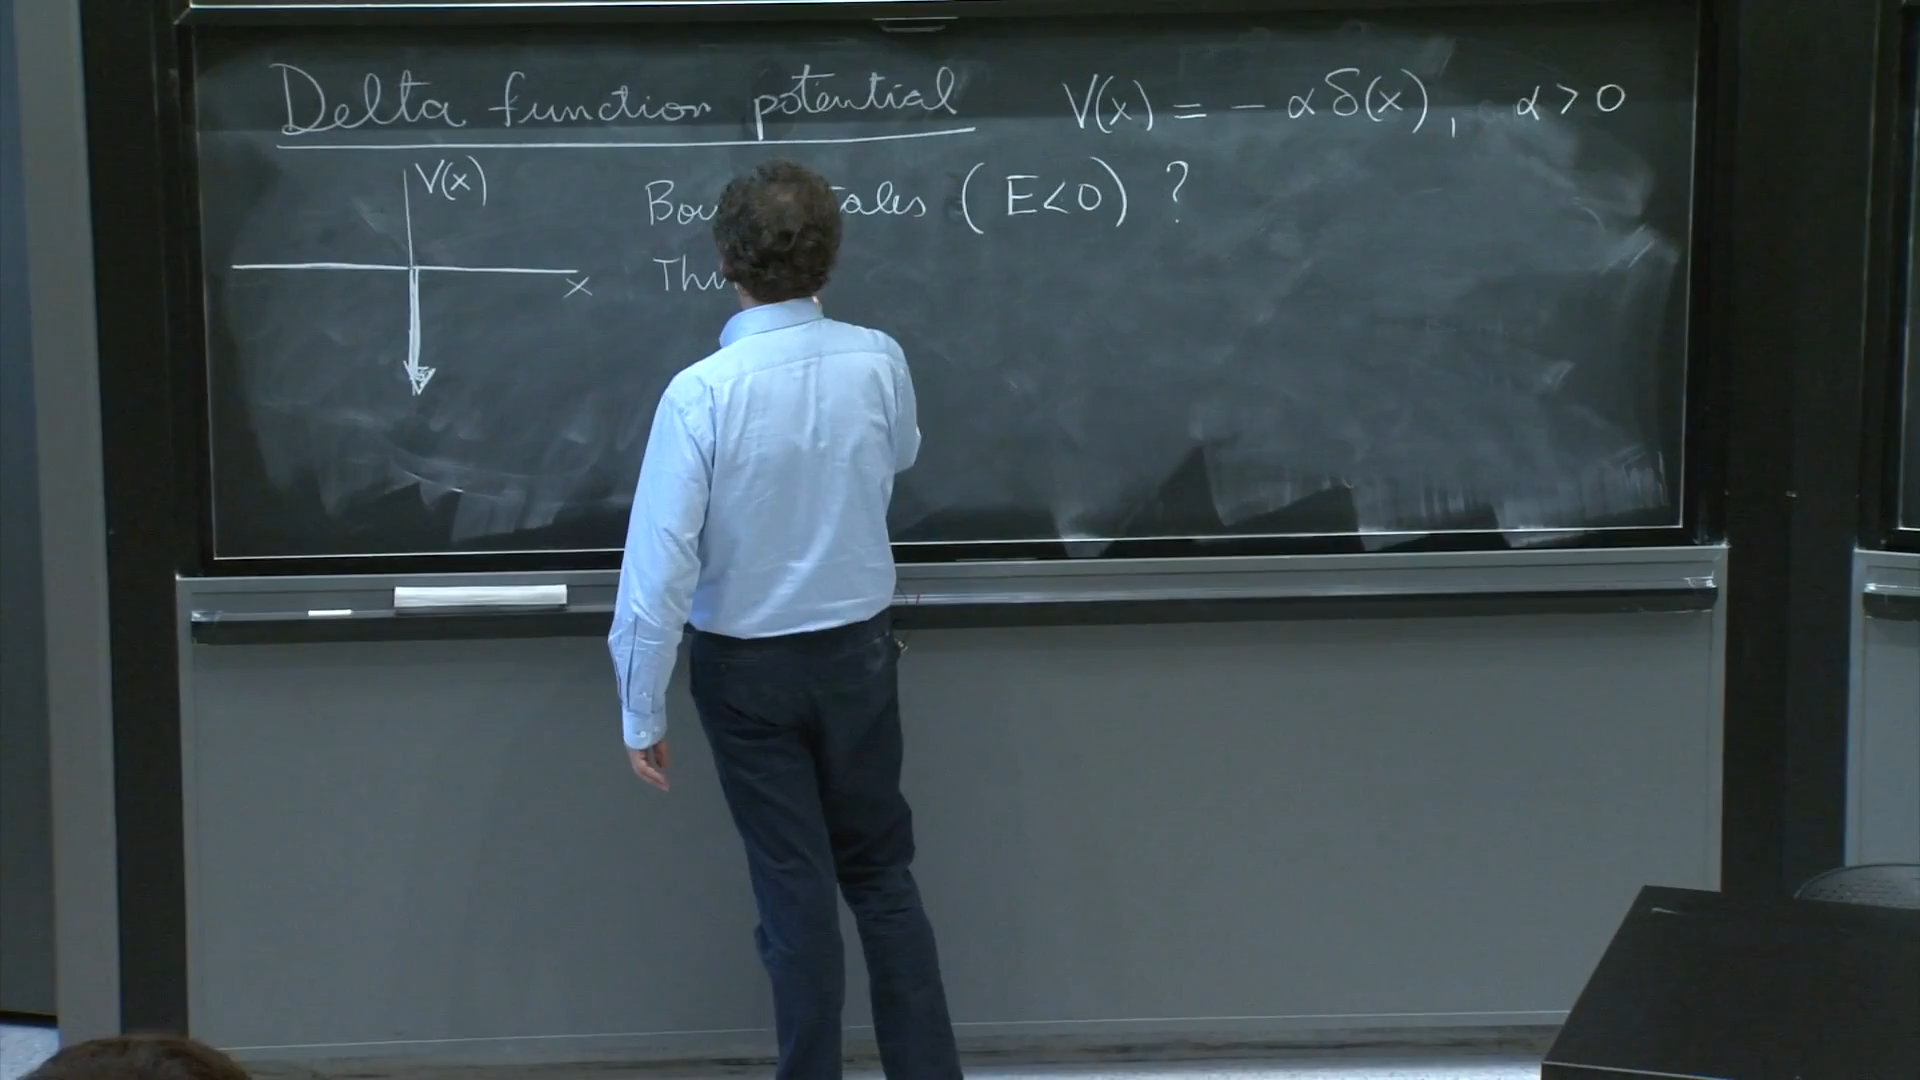 Delta function potential V(x) = - α δ(x), α > 0
V(x)
(E<0) ?
x